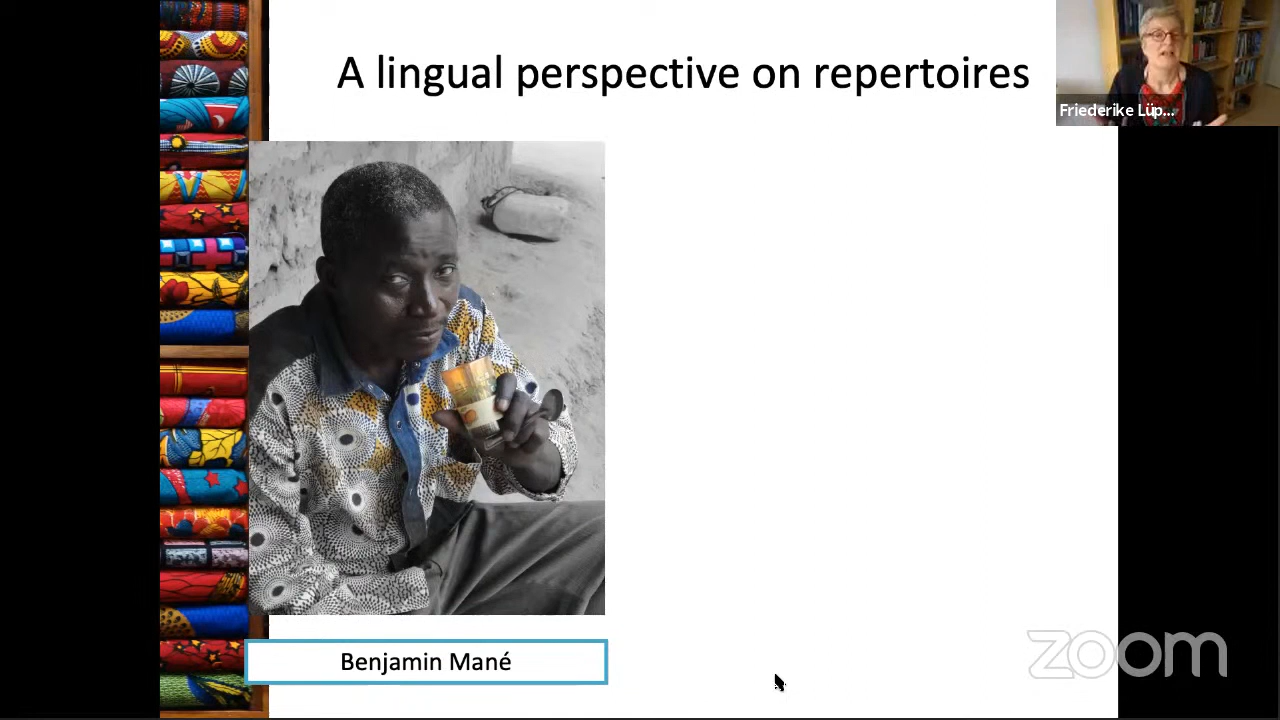 A lingual perspective on repertoires
Friederike Lüp...
Benjamin Mané
zoom